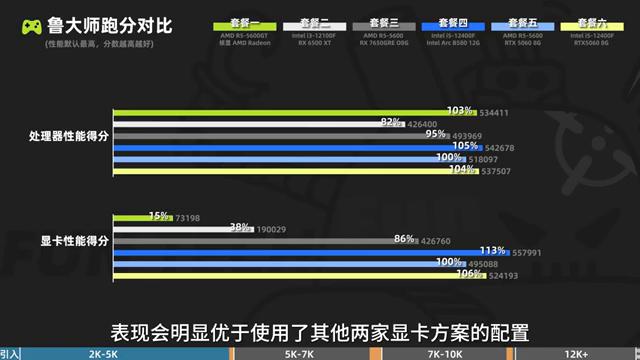 鲁大师跑分对比
(性能默认最高，分数越高越好)
套餐一 套餐二 套餐三 套餐四 套餐五 套餐六
AMD R5-5600GT Intel i3-12100F AMD R5-5600 Intel i5-12400F AMD R5-5600 Intel i5-12400F
核显 AMD Radeon RX 6500 XT RX 7650GRE O8G Intel Arc B580 12G RTX 5060 8G RTX5060 8G
处理器性能得分
103% 534411
82% 426400
95% 493969
105% 542678
100% 518097
104% 537507
显卡性能得分
15% 73198
38% 190029
86% 426760
113% 557991
100% 495088
106% 524193
表现会明显优于使用了其他两家显卡方案的配置
引入 2K-5K 5K-7K 7K-10K 12K+